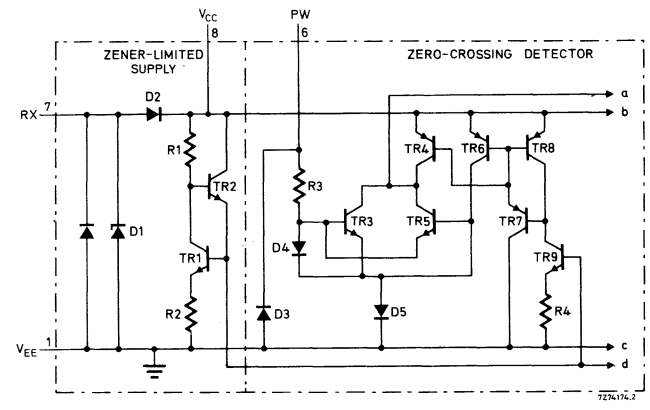 VCC
8
PW
6
ZENER-LIMITED
SUPPLY
ZERO-CROSSING DETECTOR
a
RX 7
D2
b
R1
TR2
TR4
TR6
TR8
R3
TR3
TR5
TR7
D1
D4
TR1
TR9
R2
D3
D5
R4
VEE 1
c
d
7Z74174.2